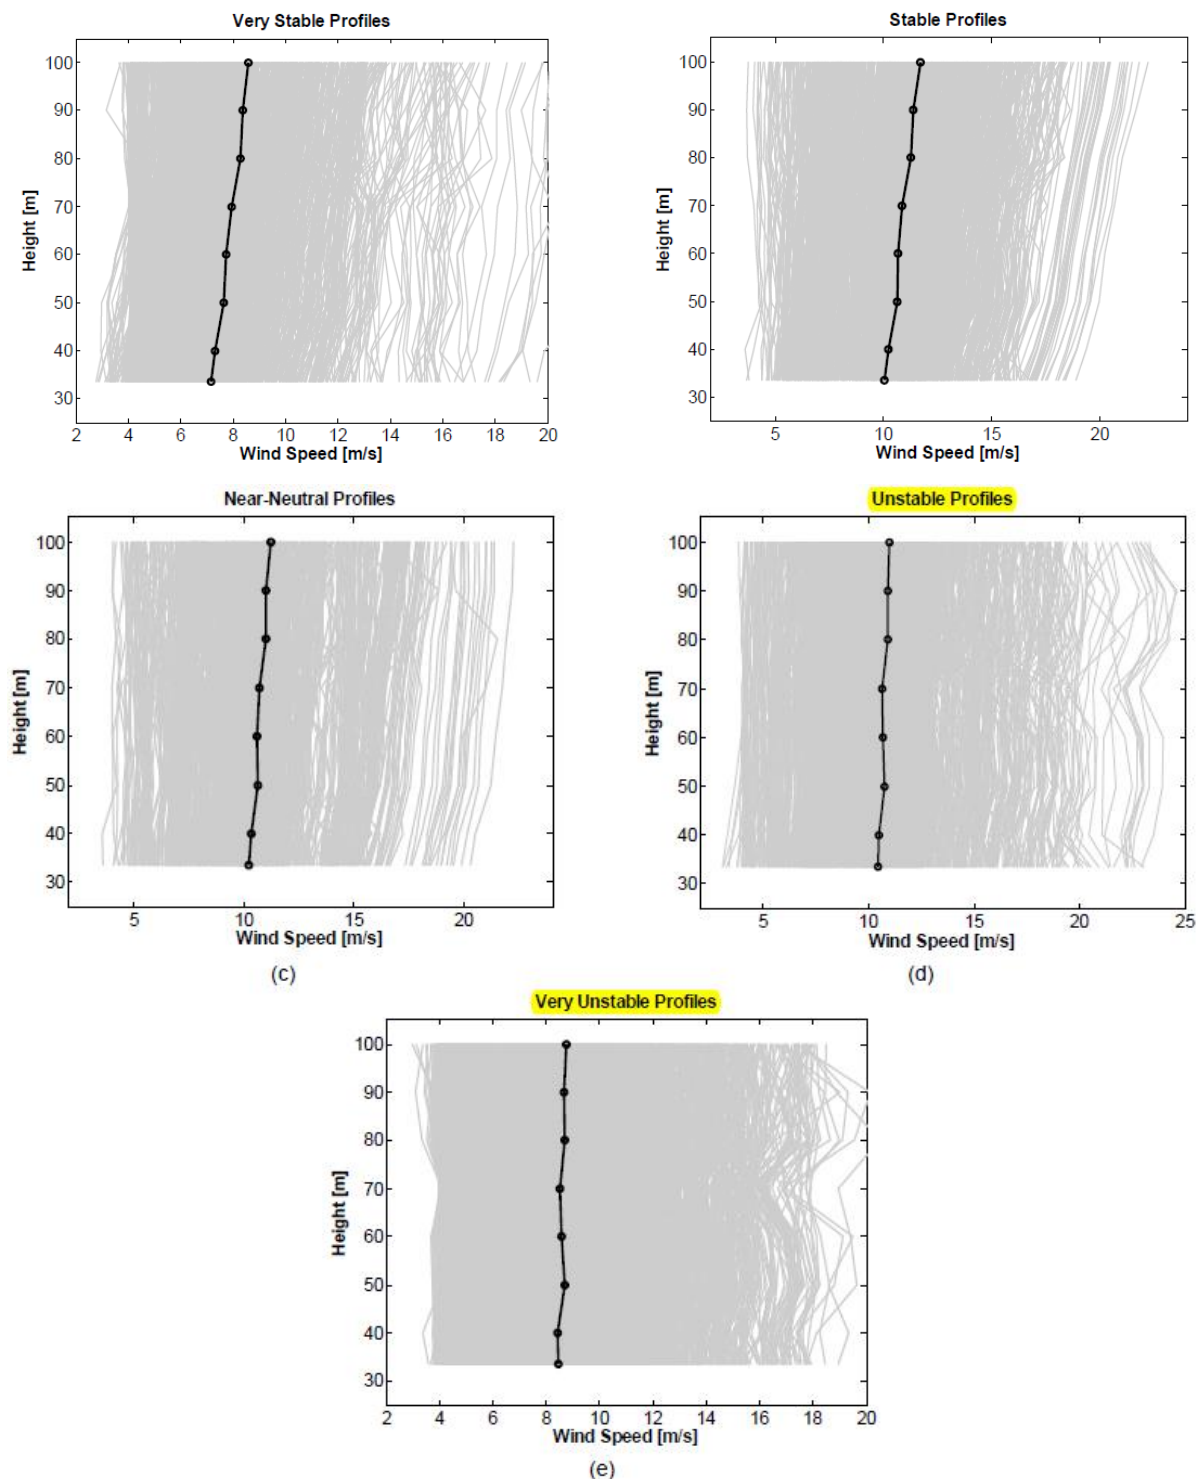 Very Stable Profiles
100
90
80
70
60
50
40
30
Height [m]
2 4 6 8 10 12 14 16 18 20
Wind Speed [m/s]
Stable Profiles
100
90
80
70
60
50
40
30
Height [m]
5 10 15 20
Wind Speed [m/s]
Near-Neutral Profiles
100
90
80
70
60
50
40
30
Height [m]
5 10 15 20
Wind Speed [m/s]
(c)
Unstable Profiles
100
90
80
70
60
50
40
30
Height [m]
5 10 15 20 25
Wind Speed [m/s]
(d)
Very Unstable Profiles
100
90
80
70
60
50
40
30
Height [m]
2 4 6 8 10 12 14 16 18 20
Wind Speed [m/s]
(e)